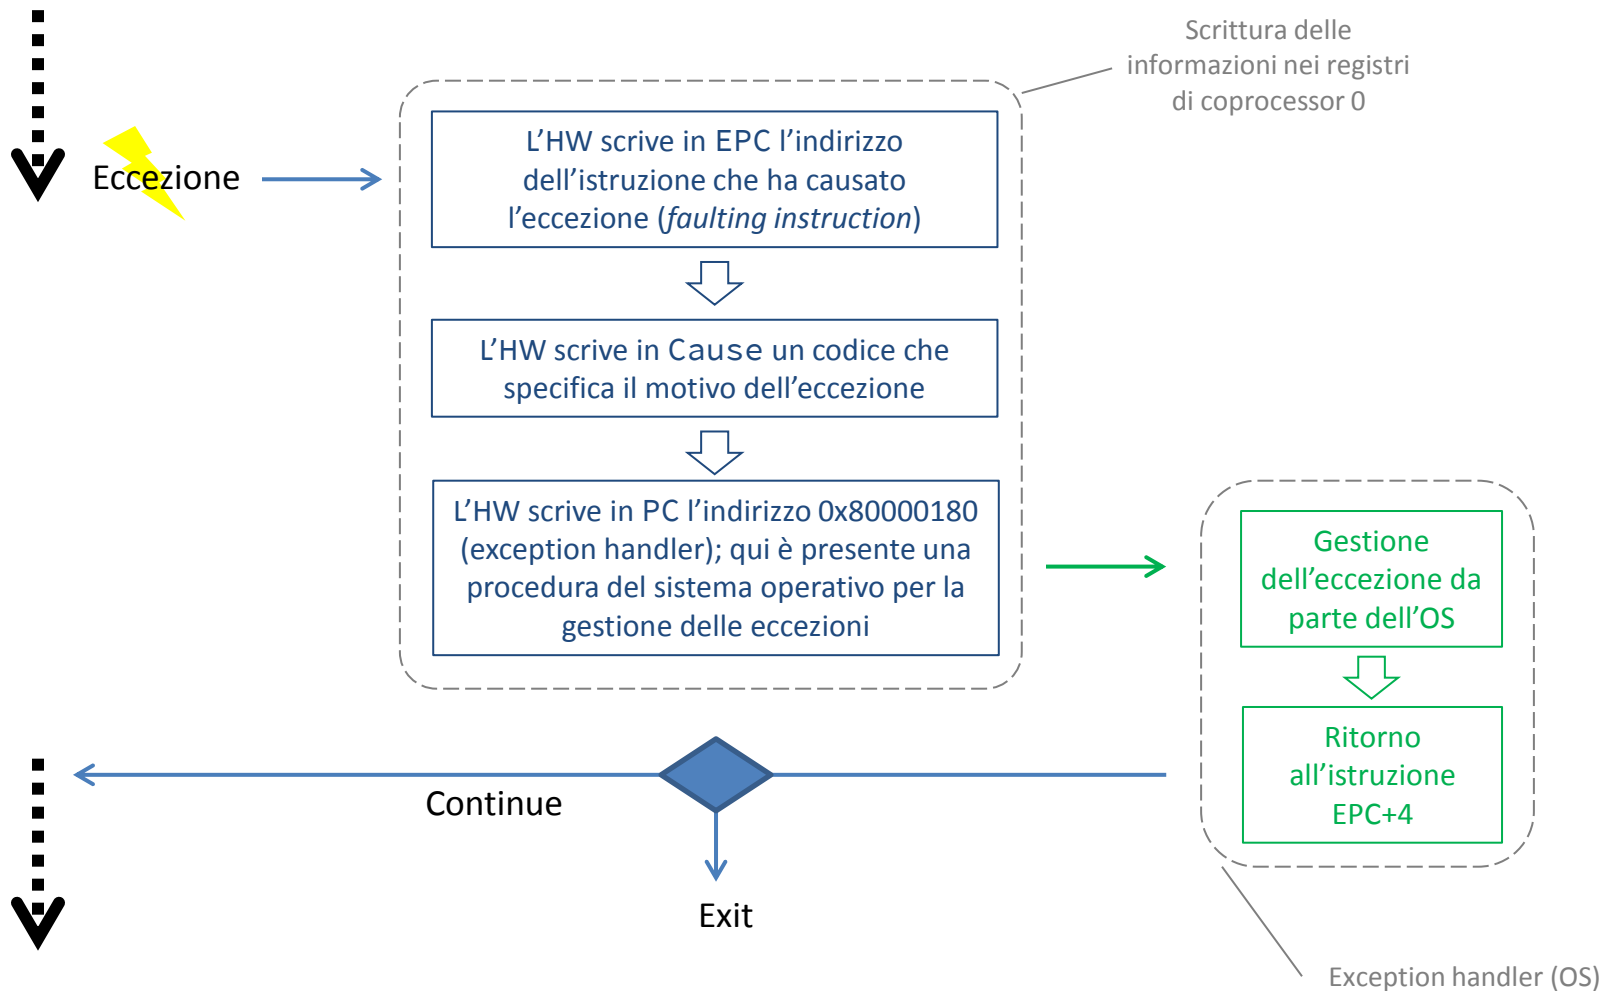 Scrittura delle
informazioni nei registri
di coprocessor 0
Eccezione
L’HW scrive in EPC l’indirizzo
dell’istruzione che ha causato
l’eccezione (faulting instruction)
L’HW scrive in Cause un codice che
specifica il motivo dell’eccezione
L’HW scrive in PC l’indirizzo 0x80000180
(exception handler); qui è presente una
procedura del sistema operativo per la
gestione delle eccezioni
Gestione
dell’eccezione da
parte dell’OS
Ritorno
all’istruzione
EPC+4
Continue
Exit
Exception handler (OS)